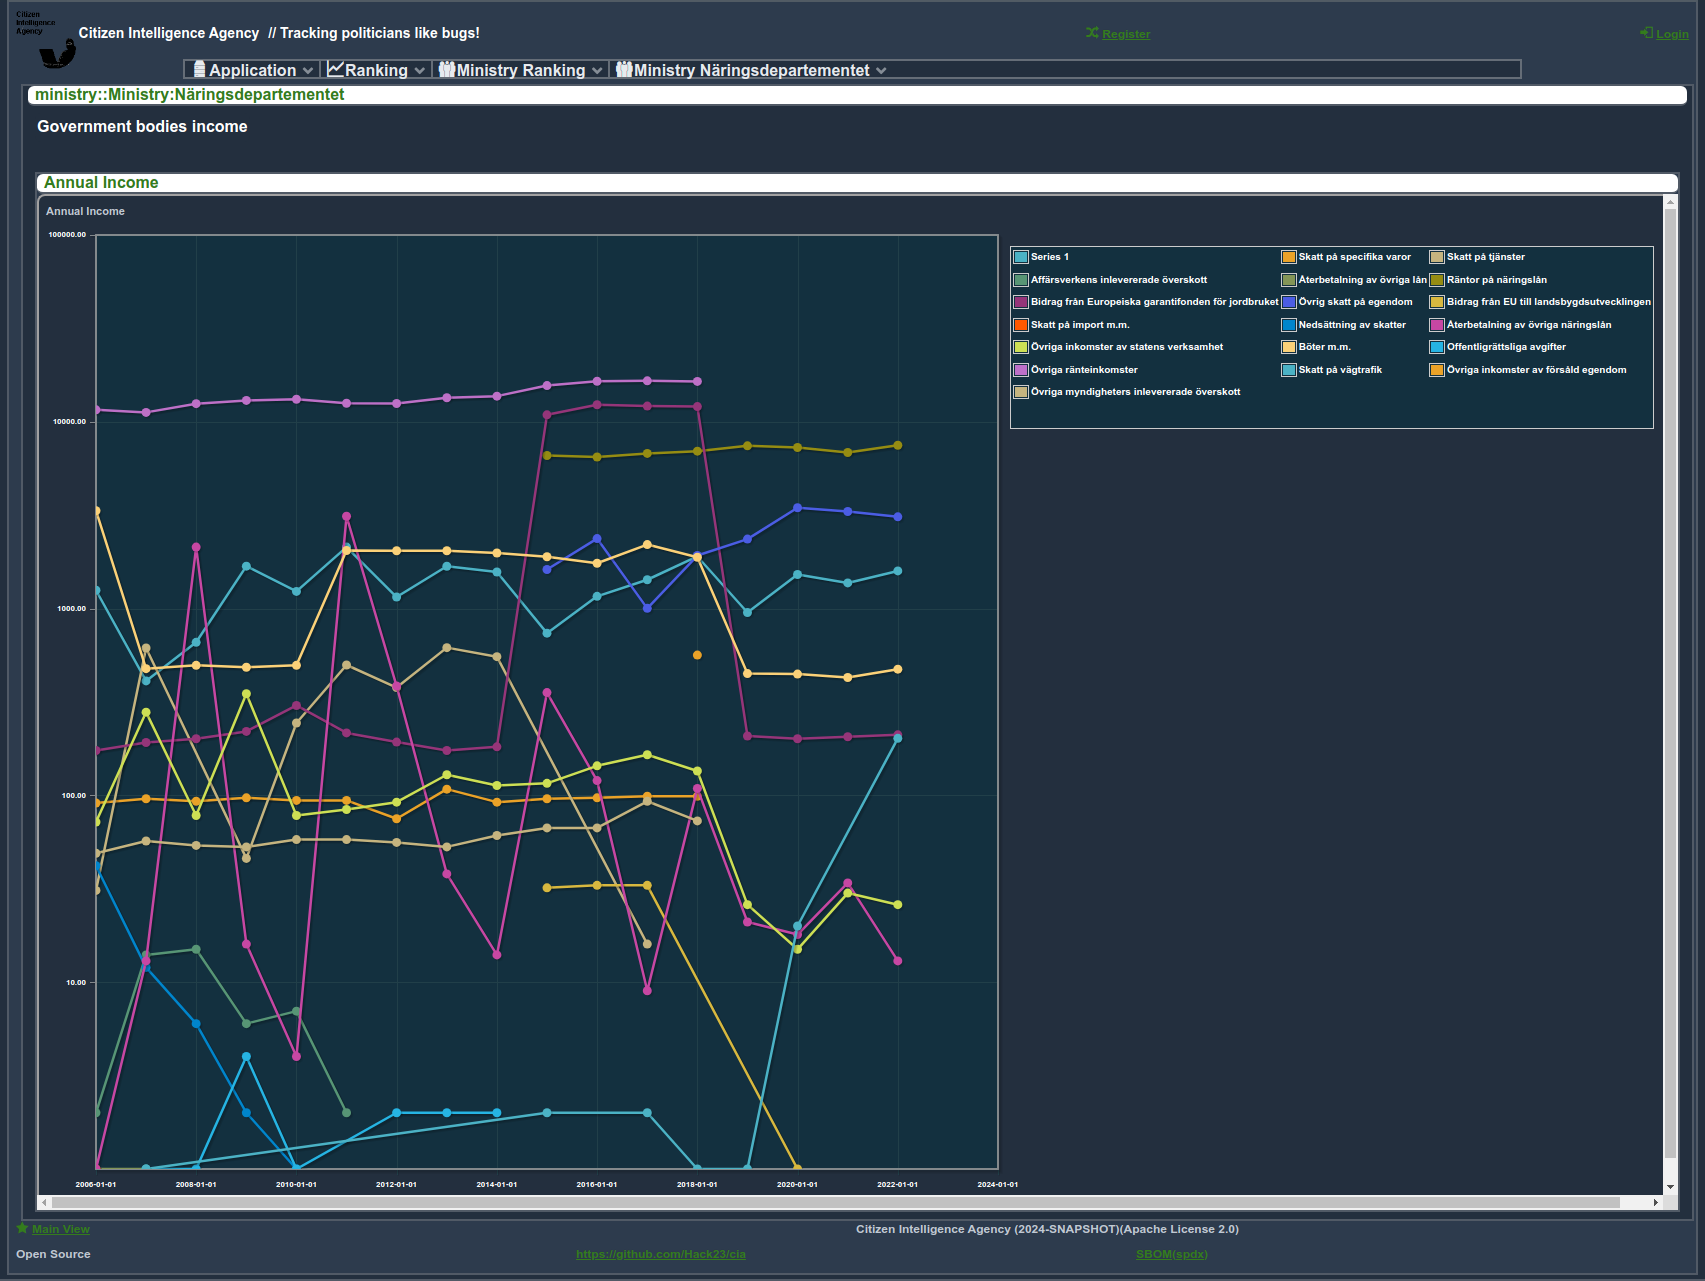 Citizen
Intelligence
Agency
Citizen Intelligence Agency // Tracking politicians like bugs!
Register
Login
Application
Ranking
Ministry Ranking
Ministry Näringsdepartementet
ministry::Ministry:Näringsdepartementet
Government bodies income
Annual Income
Annual Income
100000.00
10000.00
1000.00
100.00
10.00
2006-01-01
2008-01-01
2010-01-01
2012-01-01
2014-01-01
2016-01-01
2018-01-01
2020-01-01
2022-01-01
2024-01-01
Series 1
Skatt på specifika varor
Skatt på tjänster
Affärsverkens inlevererade överskott
Återbetalning av övriga lån
Räntor på näringslån
Bidrag från Europeiska garantifonden för jordbruket
Övrig skatt på egendom
Bidrag från EU till landsbygdsutvecklingen
Skatt på import m.m.
Nedsättning av skatter
Återbetalning av övriga näringslån
Övriga inkomster av statens verksamhet
Böter m.m.
Offentligrättsliga avgifter
Övriga ränteinkomster
Skatt på vägtrafik
Övriga inkomster av försåld egendom
Övriga myndigheters inlevererade överskott
Main View
Citizen Intelligence Agency (2024-SNAPSHOT)(Apache License 2.0)
Open Source
https://github.com/Hack23/cia
SBOM(spdx)